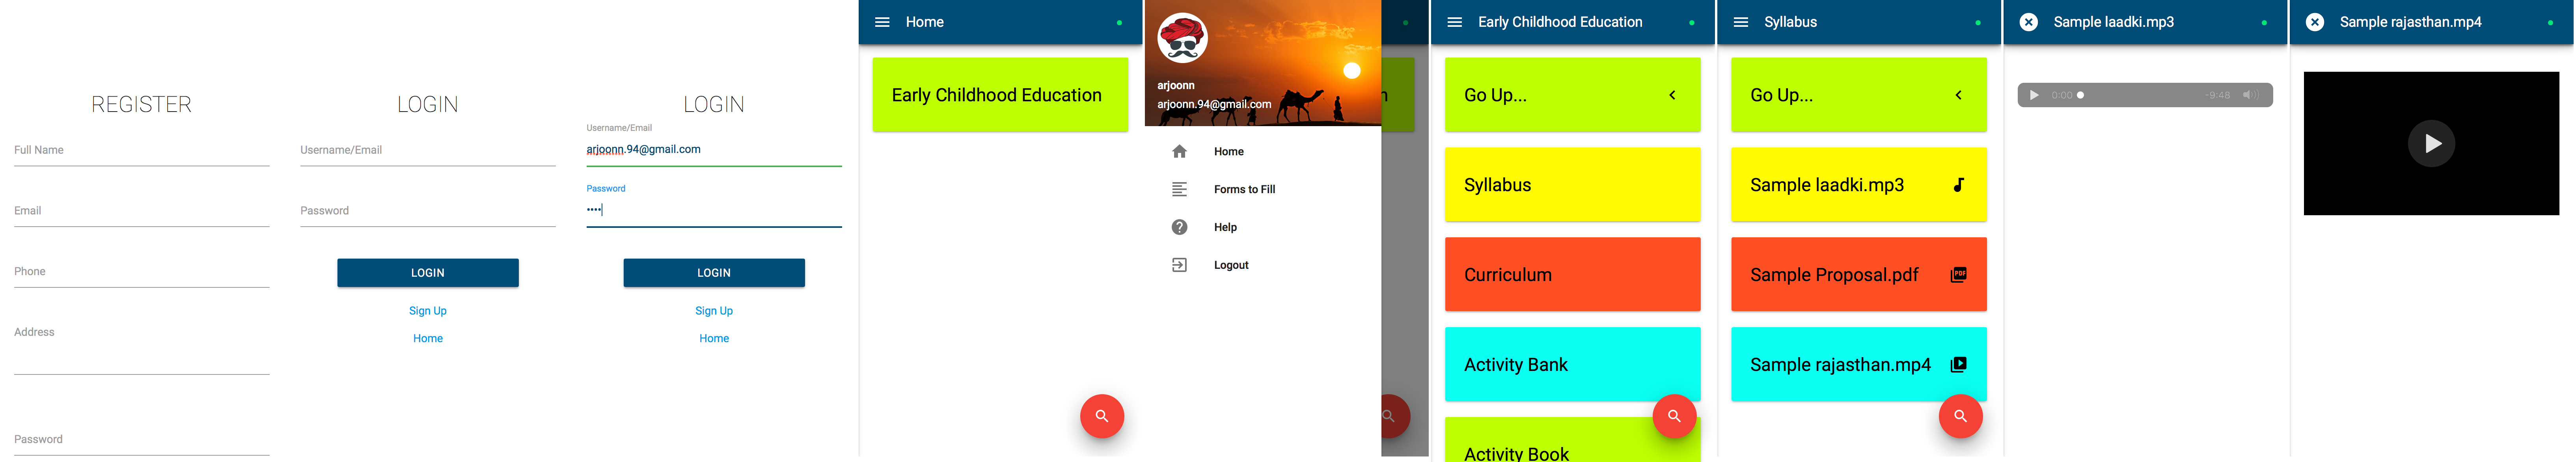 REGISTER
Full Name
Email
Phone
Address
Password
LOGIN
Username/Email
Password
LOGIN
Sign Up
Home
LOGIN
Username/Email
arjoonn.94@gmail.com
Password
LOGIN
Sign Up
Home
Home
Early Childhood Education
arjoonn
arjoonn.94@gmail.com
Home
Forms to Fill
Help
Logout
n
Early Childhood Education
Go Up...
Syllabus
Curriculum
Activity Bank
Activity Book
Syllabus
Go Up...
Sample laadki.mp3
Sample Proposal.pdf
PDF
Sample rajasthan.mp4
Sample laadki.mp3
0:00
-9:48
Sample rajasthan.mp4